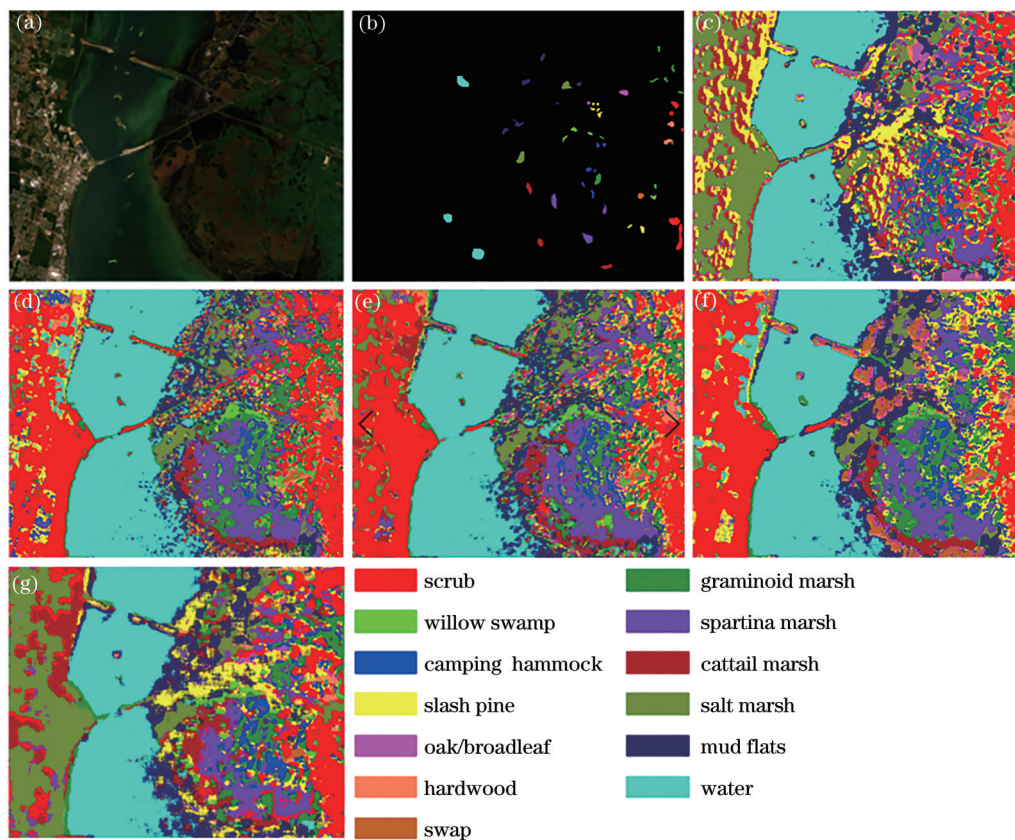 (a)
(b)
(c)
(d)
(e)
(f)
(g)
scrub
willow swamp
camping hammock
slash pine
oak/broadleaf
hardwood
swap
graminoid marsh
spartina marsh
cattail marsh
salt marsh
mud flats
water